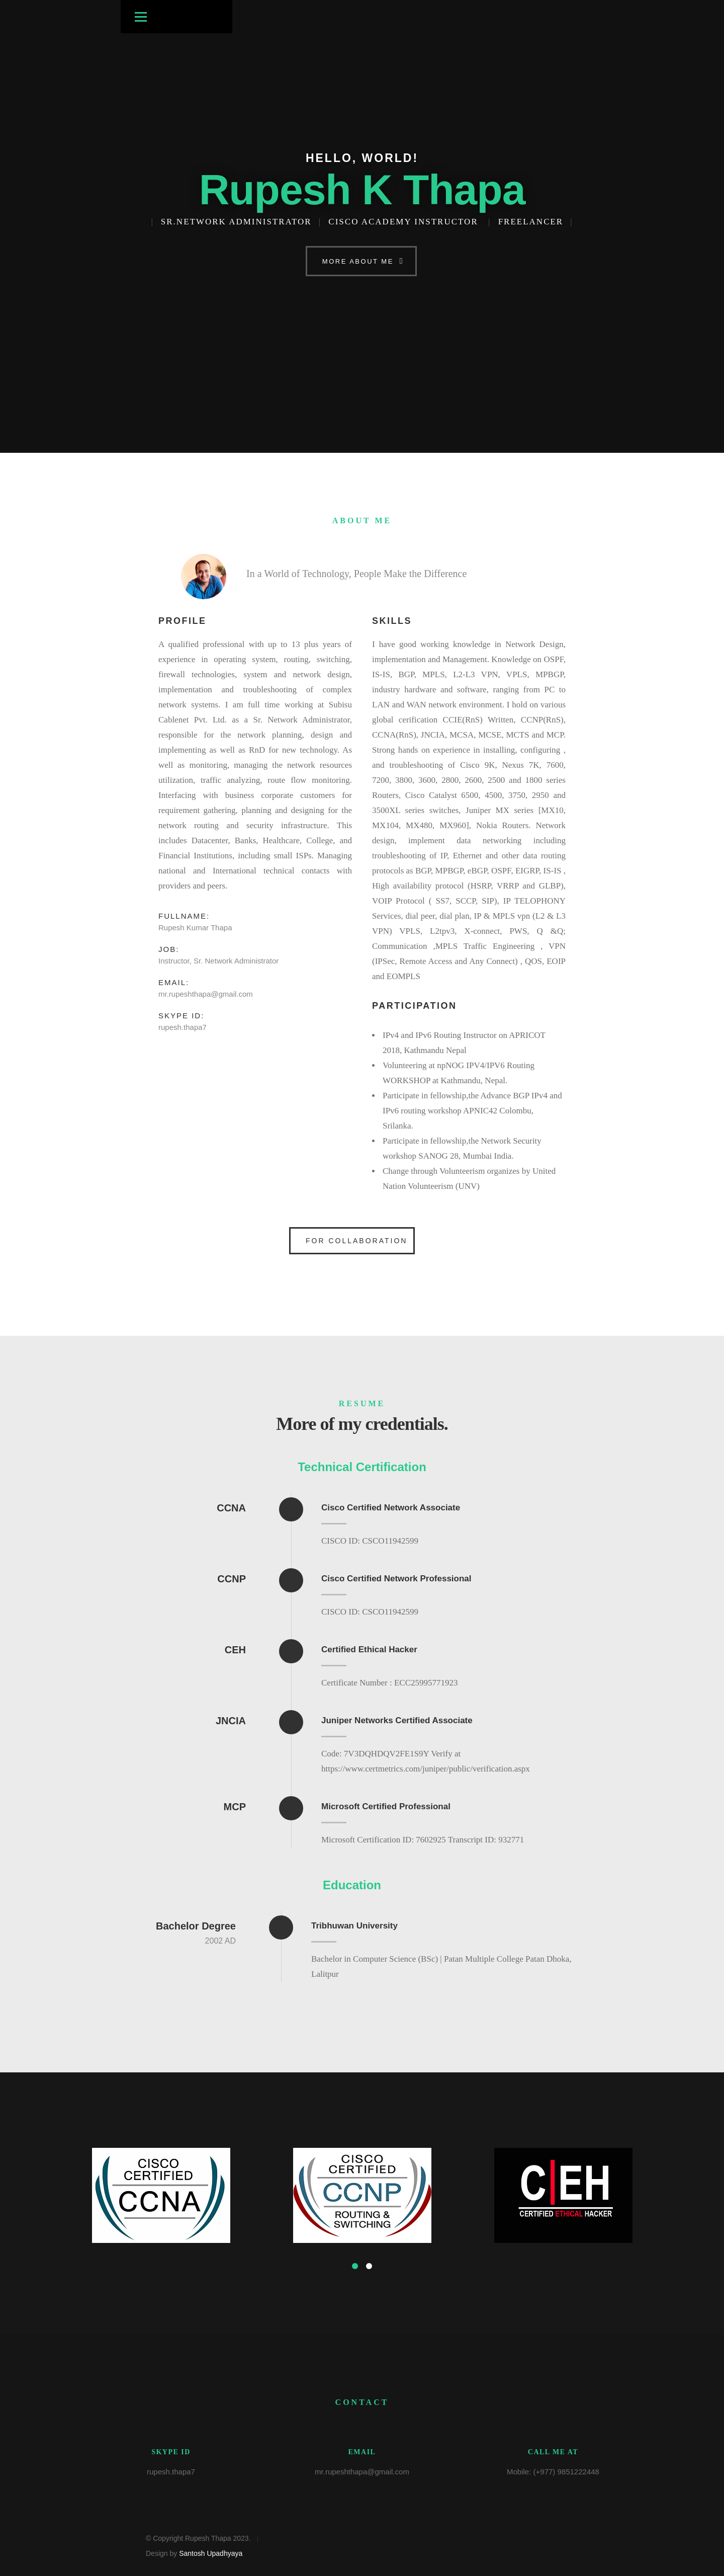 HELLO, WORLD!
Rupesh K Thapa
| SR.NETWORK ADMINISTRATOR | CISCO ACADEMY INSTRUCTOR | FREELANCER |
MORE ABOUT ME
ABOUT ME
In a World of Technology, People Make the Difference
PROFILE
A qualified professional with up to 13 plus years of
experience in operating system, routing, switching,
firewall technologies, system and network design,
implementation and troubleshooting of complex
network systems. I am full time working at Subisu
Cablenet Pvt. Ltd. as a Sr. Network Administrator,
responsible for the network planning, design and
implementing as well as RnD for new technology. As
well as monitoring, managing the network resources
utilization, traffic analyzing, route flow monitoring.
Interfacing with business corporate customers for
requirement gathering, planning and designing for the
network routing and security infrastructure. This
includes Datacenter, Banks, Healthcare, College, and
Financial Institutions, including small ISPs. Managing
national and International technical contacts with
providers and peers.
FULLNAME:
Rupesh Kumar Thapa
JOB:
Instructor, Sr. Network Administrator
EMAIL:
mr.rupeshthapa@gmail.com
SKYPE ID:
rupesh.thapa7
SKILLS
I have good working knowledge in Network Design,
implementation and Management. Knowledge on OSPF,
IS-IS, BGP, MPLS, L2-L3 VPN, VPLS, MPBGP,
industry hardware and software, ranging from PC to
LAN and WAN network environment. I hold on various
global cerification CCIE(RnS) Written, CCNP(RnS),
CCNA(RnS), JNCIA, MCSA, MCSE, MCTS and MCP.
Strong hands on experience in installing, configuring ,
and troubleshooting of Cisco 9K, Nexus 7K, 7600,
7200, 3800, 3600, 2800, 2600, 2500 and 1800 series
Routers, Cisco Catalyst 6500, 4500, 3750, 2950 and
3500XL series switches, Juniper MX series [MX10,
MX104, MX480, MX960], Nokia Routers. Network
design, implement data networking including
troubleshooting of IP, Ethernet and other data routing
protocols as BGP, MPBGP, eBGP, OSPF, EIGRP, IS-IS ,
High availability protocol (HSRP, VRRP and GLBP),
VOIP Protocol ( SS7, SCCP, SIP), IP TELOPHONY
Services, dial peer, dial plan, IP & MPLS vpn (L2 & L3
VPN) VPLS, L2tpv3, X-connect, PWS, Q &Q;
Communication ,MPLS Traffic Engineering , VPN
(IPSec, Remote Access and Any Connect) , QOS, EOIP
and EOMPLS
PARTICIPATION
• IPv4 and IPv6 Routing Instructor on APRICOT
2018, Kathmandu Nepal
• Volunteering at npNOG IPV4/IPV6 Routing
WORKSHOP at Kathmandu, Nepal.
• Participate in fellowship,the Advance BGP IPv4 and
IPv6 routing workshop APNIC42 Colombu,
Srilanka.
• Participate in fellowship,the Network Security
workshop SANOG 28, Mumbai India.
• Change through Volunteerism organizes by United
Nation Volunteerism (UNV)
FOR COLLABORATION
RESUME
More of my credentials.
Technical Certification
CCNA
Cisco Certified Network Associate
CISCO ID: CSCO11942599
CCNP
Cisco Certified Network Professional
CISCO ID: CSCO11942599
CEH
Certified Ethical Hacker
Certificate Number : ECC25995771923
JNCIA
Juniper Networks Certified Associate
Code: 7V3DQHDQV2FE1S9Y Verify at
https://www.certmetrics.com/juniper/public/verification.aspx
MCP
Microsoft Certified Professional
Microsoft Certification ID: 7602925 Transcript ID: 932771
Education
Bachelor Degree
2002 AD
Tribhuwan University
Bachelor in Computer Science (BSc) | Patan Multiple College Patan Dhoka,
Lalitpur
CISCO
CERTIFIED
CCNA
CISCO
CERTIFIED
CCNP
ROUTING &
SWITCHING
C|EH
CERTIFIED ETHICAL HACKER
CONTACT
SKYPE ID
rupesh.thapa7
EMAIL
mr.rupeshthapa@gmail.com
CALL ME AT
Mobile: (+977) 9851222448
© Copyright Rupesh Thapa 2023. |
Design by Santosh Upadhyaya